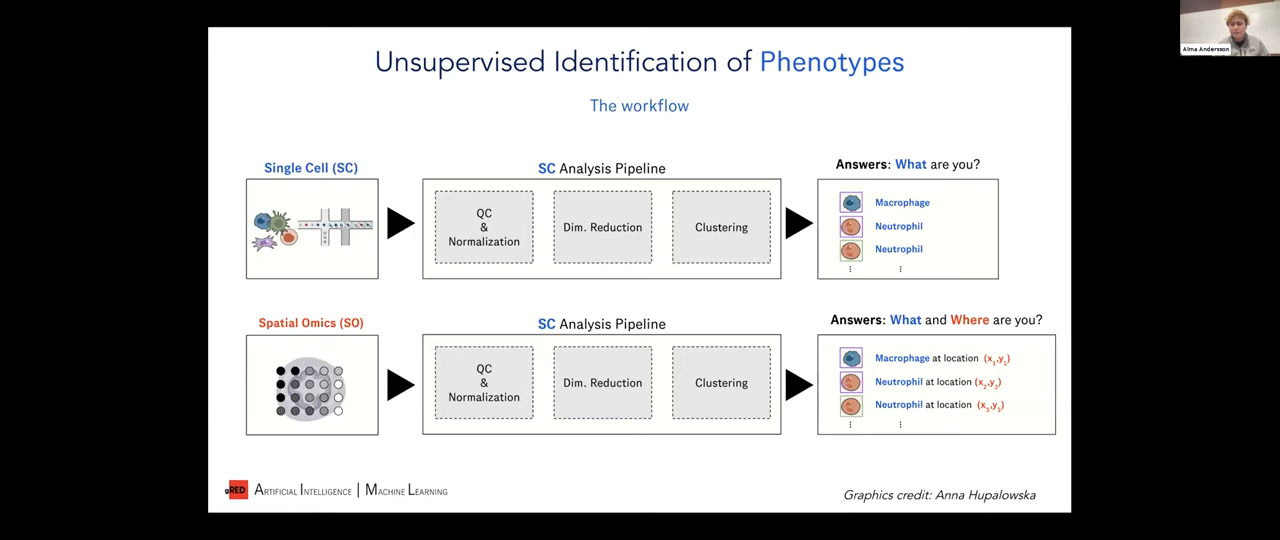 Alma Andersson
Unsupervised Identification of Phenotypes
The workflow
Single Cell (SC)
SC Analysis Pipeline
Answers: What are you?
QC
&
Normalization
Dim. Reduction
Clustering
Macrophage
Neutrophil
Neutrophil
Spatial Omics (SO)
SC Analysis Pipeline
Answers: What and Where are you?
QC
&
Normalization
Dim. Reduction
Clustering
Macrophage at location (x₁,y₁)
Neutrophil at location (x₂,y₂)
Neutrophil at location (x₃,y₃)
gRED Artificial Intelligence | Machine Learning
Graphics credit: Anna Hupalowska